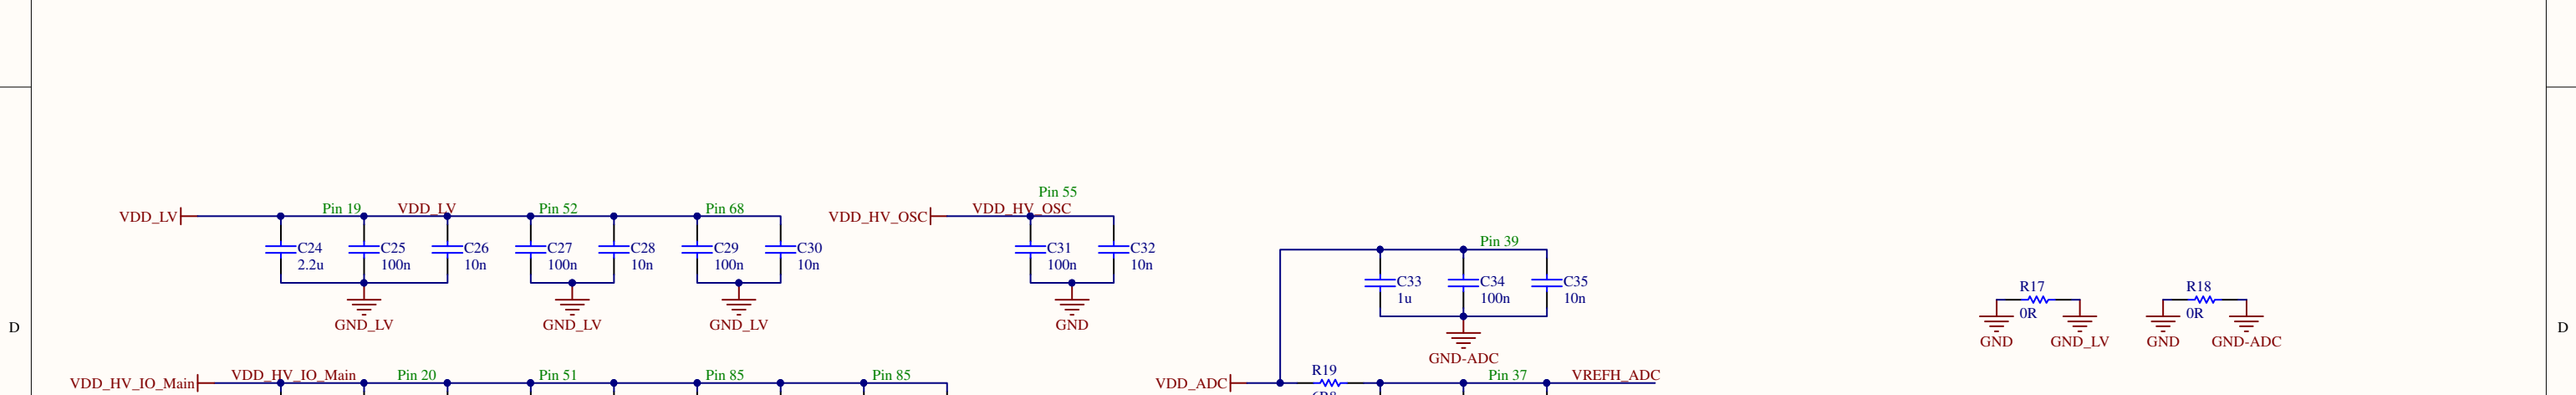 Pin 55
Pin 19 VDD_LV Pin 52 Pin 68 VDD_HV_OSC
VDD_LV VDD_HV_OSC
Pin 39
C24 C25 C26 C27 C28 C29 C30 C31 C32
2.2u 100n 10n 100n 10n 100n 10n 100n 10n
C33 C34 C35
1u 100n 10n
R17 R18
0R 0R
GND_LV GND_LV GND_LV GND
D D
GND GND_LV GND GND-ADC
GND-ADC
R19
VDD_HV_IO_Main Pin 20 Pin 51 Pin 85 Pin 85 Pin 37 VREFH_ADC
VDD_HV_IO_Main VDD_ADC